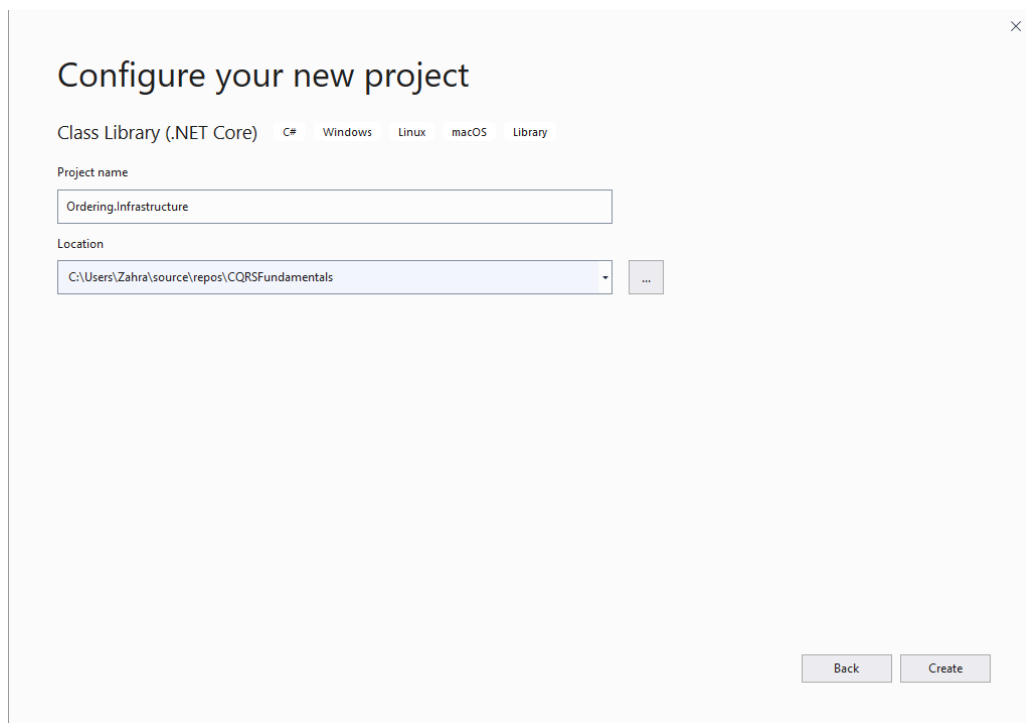 Configure your new project
Class Library (.NET Core) C# Windows Linux macOS Library
Project name
Ordering.Infrastructure
Location
C:\Users\Zahra\source\repos\CQRSFundamentals
...
Back Create